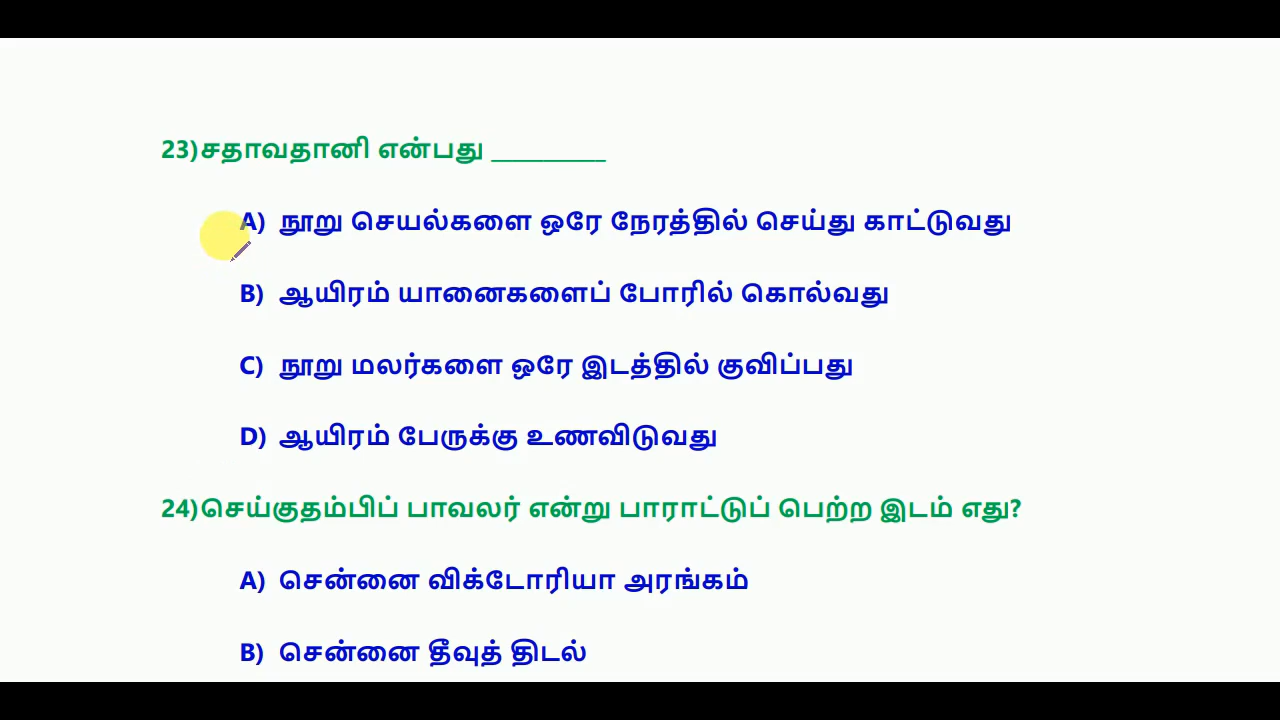 23)சதாவதானி என்பது _________
A) நூறு செயல்களை ஒரே நேரத்தில் செய்து காட்டுவது
B) ஆயிரம் யானைகளைப் போரில் கொல்வது
C) நூறு மலர்களை ஒரே இடத்தில் குவிப்பது
D) ஆயிரம் பேருக்கு உணவிடுவது
24)செய்குதம்பிப் பாவலர் என்று பாராட்டுப் பெற்ற இடம் எது?
A) சென்னை விக்டோரியா அரங்கம்
B) சென்னை தீவுத் திடல்